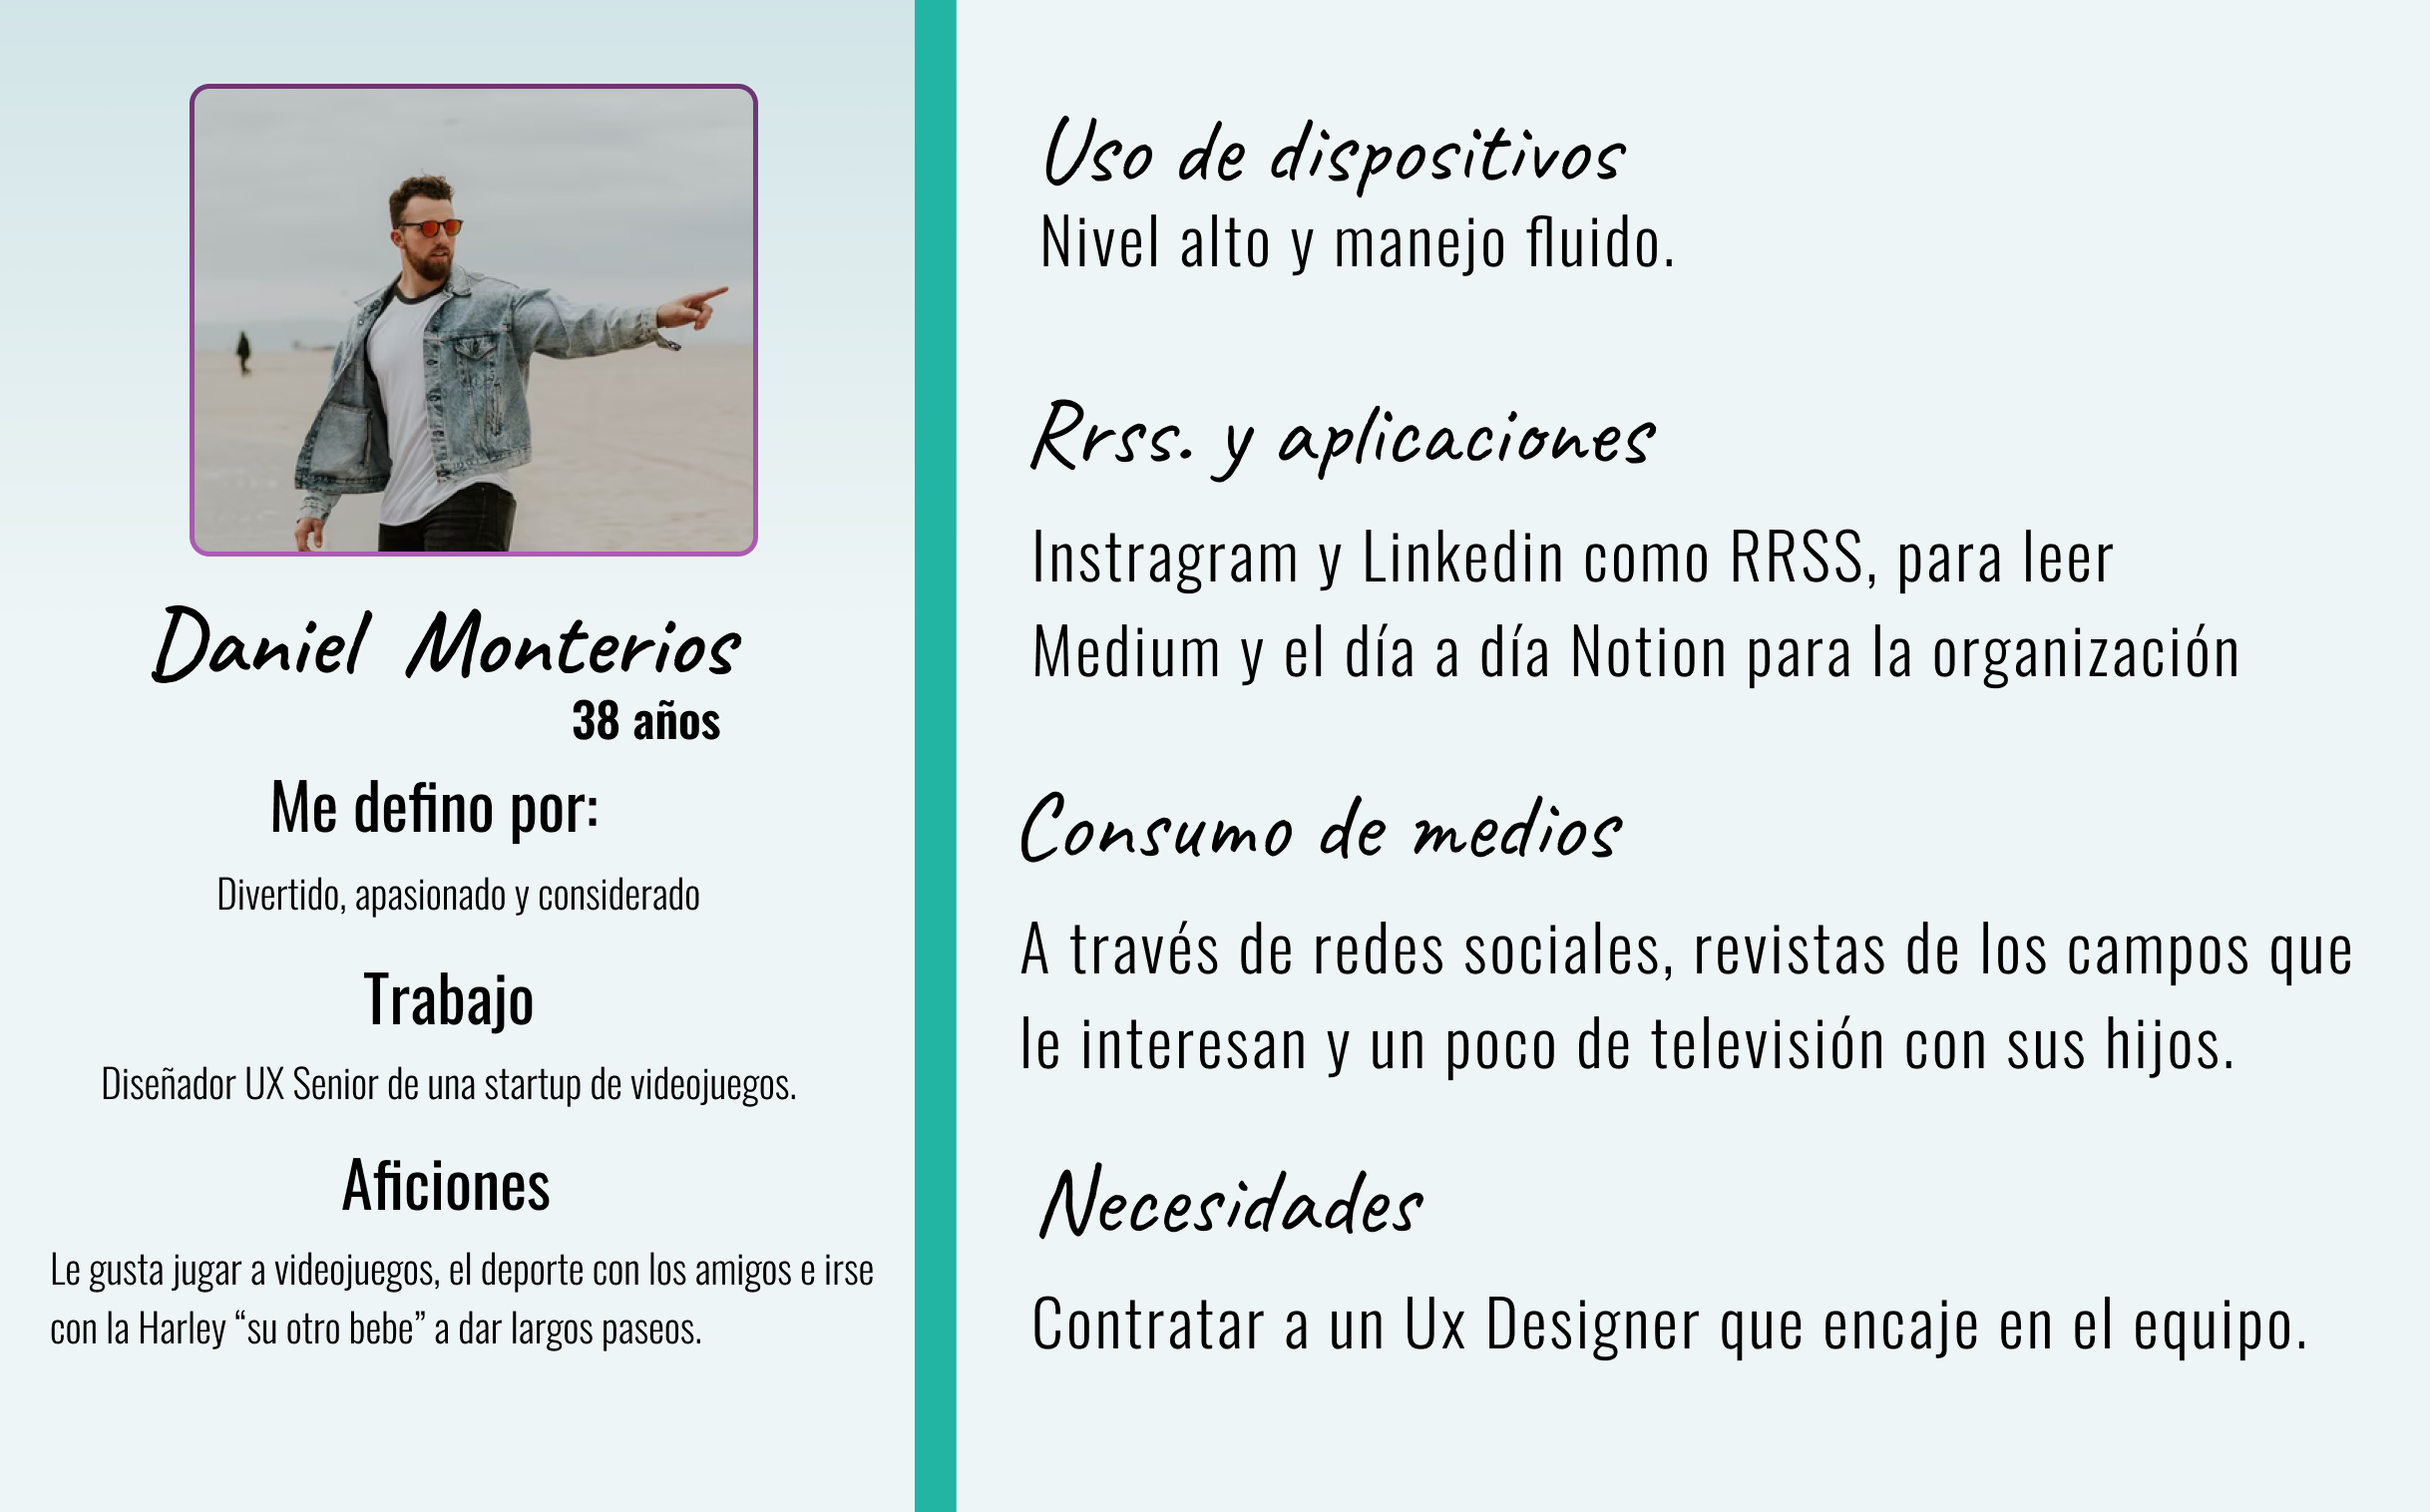 Daniel Monterios
38 años
Me defino por:
Divertido, apasionado y considerado
Trabajo
Diseñador UX Senior de una startup de videojuegos.
Aficiones
Le gusta jugar a videojuegos, el deporte con los amigos e irse
con la Harley “su otro bebe” a dar largos paseos.
Uso de dispositivos
Nivel alto y manejo fluido.
Rrss. y aplicaciones
Instragram y Linkedin como RRSS, para leer
Medium y el día a día Notion para la organización
Consumo de medios
A través de redes sociales, revistas de los campos que
le interesan y un poco de televisión con sus hijos.
Necesidades
Contratar a un Ux Designer que encaje en el equipo.